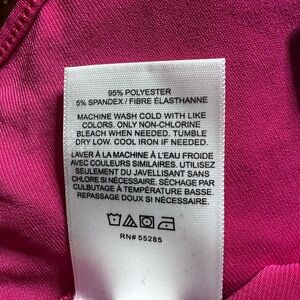 95% POLYESTER
5% SPANDEX / FIBRE ÉLASTHANNE
MACHINE WASH COLD WITH LIKE
COLORS. ONLY NON-CHLORINE
BLEACH WHEN NEEDED. TUMBLE
DRY LOW. COOL IRON IF NEEDED.
LAVER À LA MACHINE À L'EAU FROIDE
AVEC COULEURS SIMILAIRES. UTILISEZ
SEULEMENT DU JAVELLISANT SANS
CHLORE SI NÉCESSAIRE. SÉCHAGE PAR
CULBUTAGE À TEMPÉRATURE BASSE.
REPASSAGE DOUX SI NÉCESSAIRE.
RN# 55285